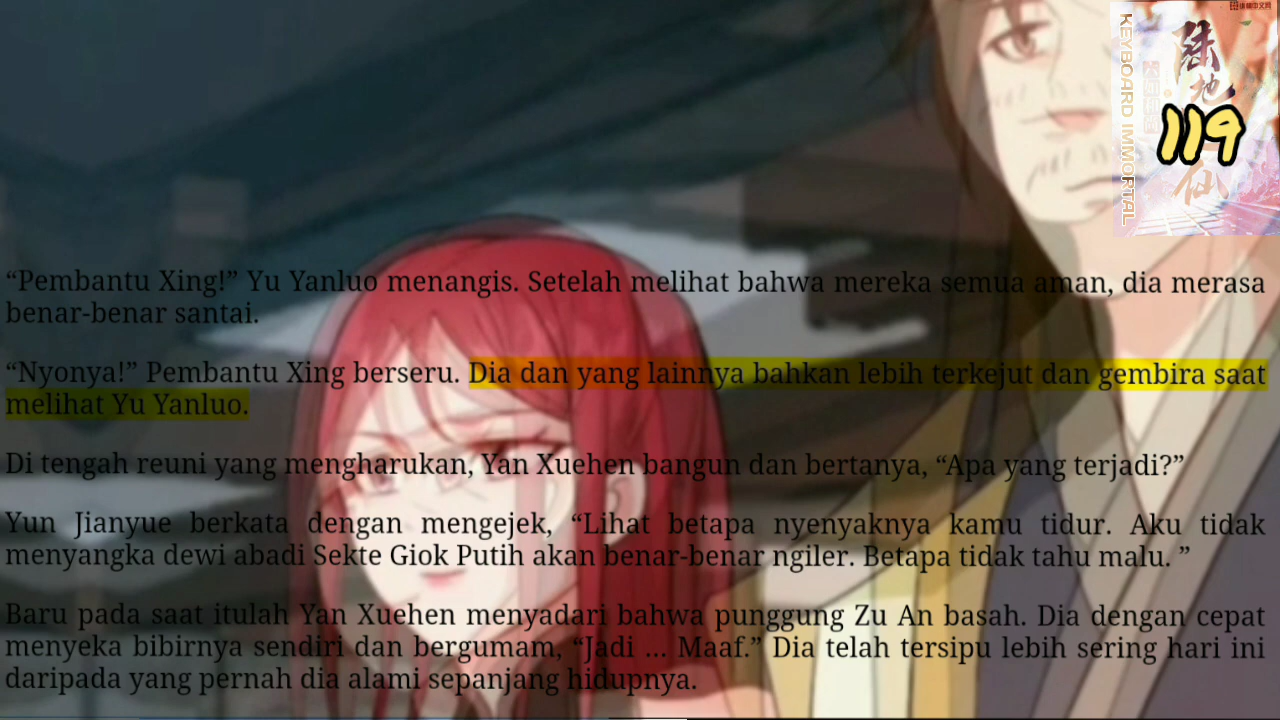 KEYBOARD IMMORTAL
陆地
仙
119
“Pembantu Xing!” Yu Yanluo menangis. Setelah melihat bahwa mereka semua aman, dia merasa
benar-benar santai.
“Nyonya!” Pembantu Xing berseru. Dia dan yang lainnya bahkan lebih terkejut dan gembira saat
melihat Yu Yanluo.
Di tengah reuni yang mengharukan, Yan Xuehen bangun dan bertanya, “Apa yang terjadi?”
Yun Jianyue berkata dengan mengejek, “Lihat betapa nyenyaknya kamu tidur. Aku tidak
menyangka dewi abadi Sekte Giok Putih akan benar-benar ngiler. Betapa tidak tahu malu. ”
Baru pada saat itulah Yan Xuehen menyadari bahwa punggung Zu An basah. Dia dengan cepat
menyeka bibirnya sendiri dan bergumam, “Jadi ... Maaf.” Dia telah tersipu lebih sering hari ini
daripada yang pernah dia alami sepanjang hidupnya.